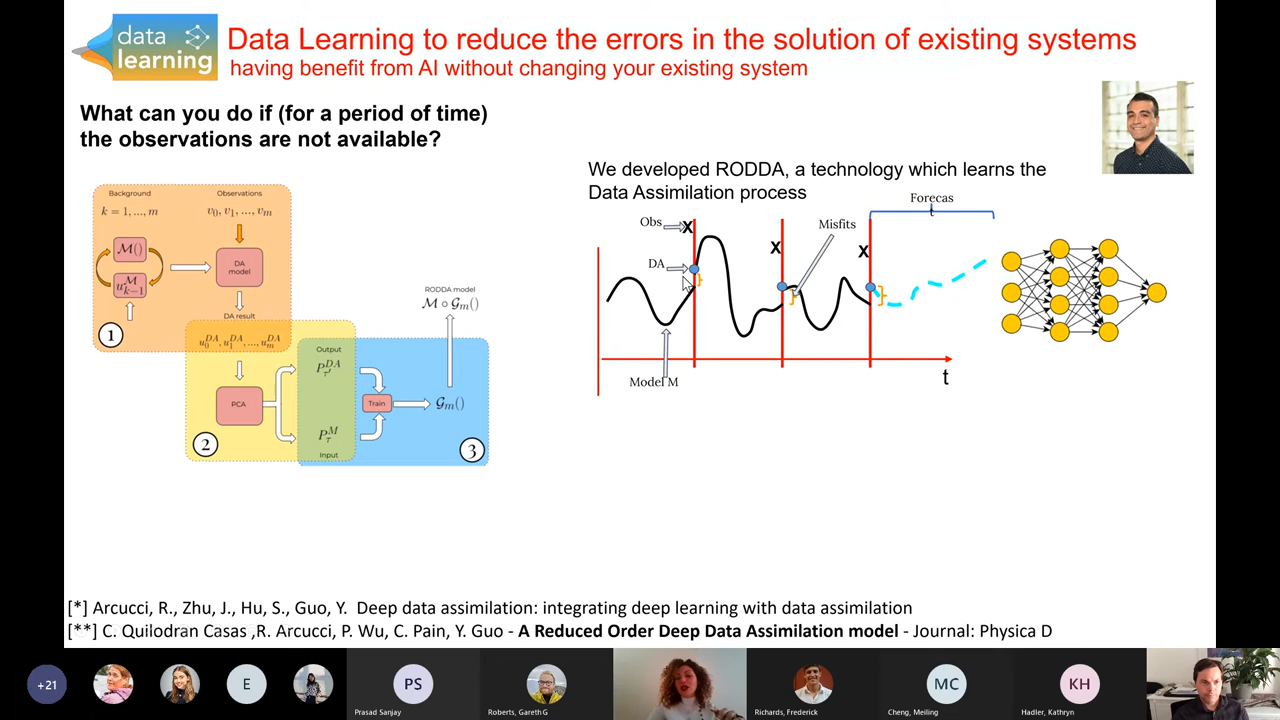 data
learning
Data Learning to reduce the errors in the solution of existing systems
having benefit from AI without changing your existing system
What can you do if (for a period of time)
the observations are not available?
Background
Observations
k = 1, ..., m
v₀, v₁, ..., vₘ
ℳ()
DA
model
u^ℳ_{k−1}
1
DA result
u₀^{DA}, u₁^{DA}, ..., uₘ^{DA}
PCA
2
Output
P_{τ'}^{DA}
P_τ^M
Input
Train
𝒢ₘ()
3
RODDA model
ℳ ∘ 𝒢ₘ()
We developed RODDA, a technology which learns the
Data Assimilation process
Forecas
t
Obs
X
Misfits
X
X
DA
Model M
t
[*] Arcucci, R., Zhu, J., Hu, S., Guo, Y. Deep data assimilation: integrating deep learning with data assimilation
[**] C. Quilodran Casas ,R. Arcucci, P. Wu, C. Pain, Y. Guo - A Reduced Order Deep Data Assimilation model - Journal: Physica D
+21
E
PS
Prasad Sanjay
Roberts, Gareth G
Richards, Frederick
MC
Cheng, Meiling
KH
Hadler, Kathryn